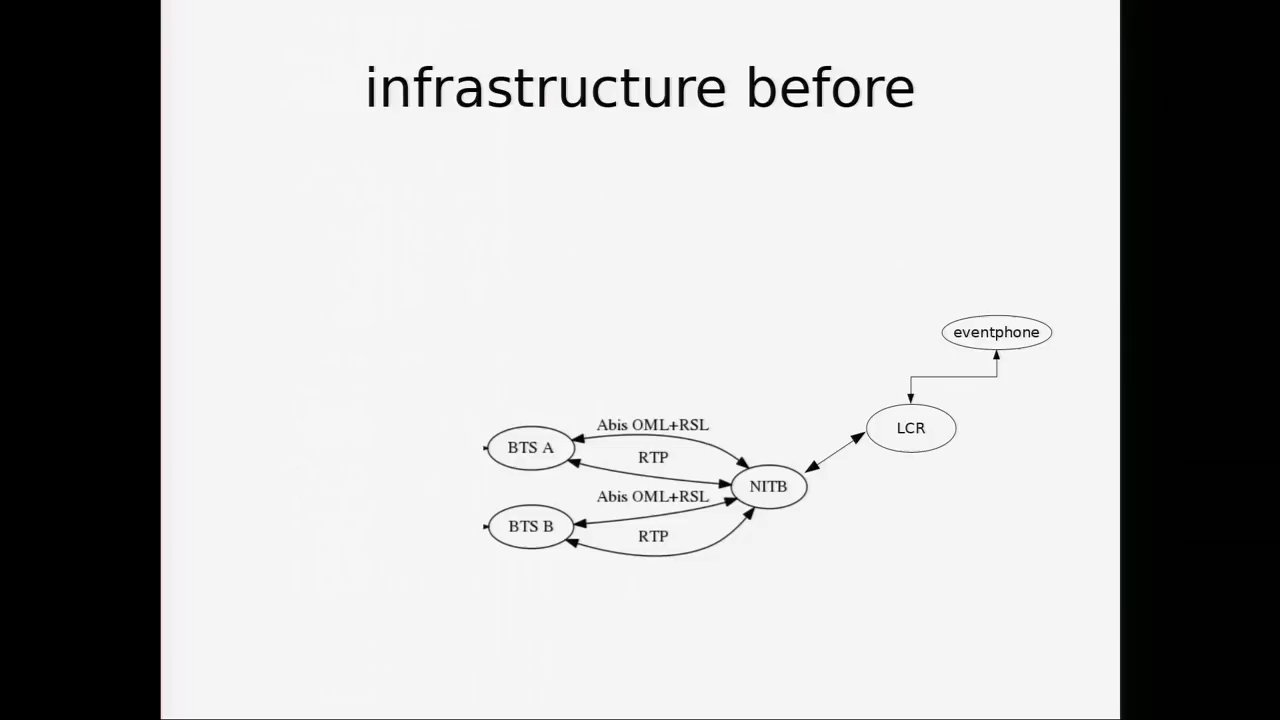 infrastructure before
eventphone
LCR
Abis OML+RSL
BTS A
RTP
NITB
Abis OML+RSL
BTS B
RTP